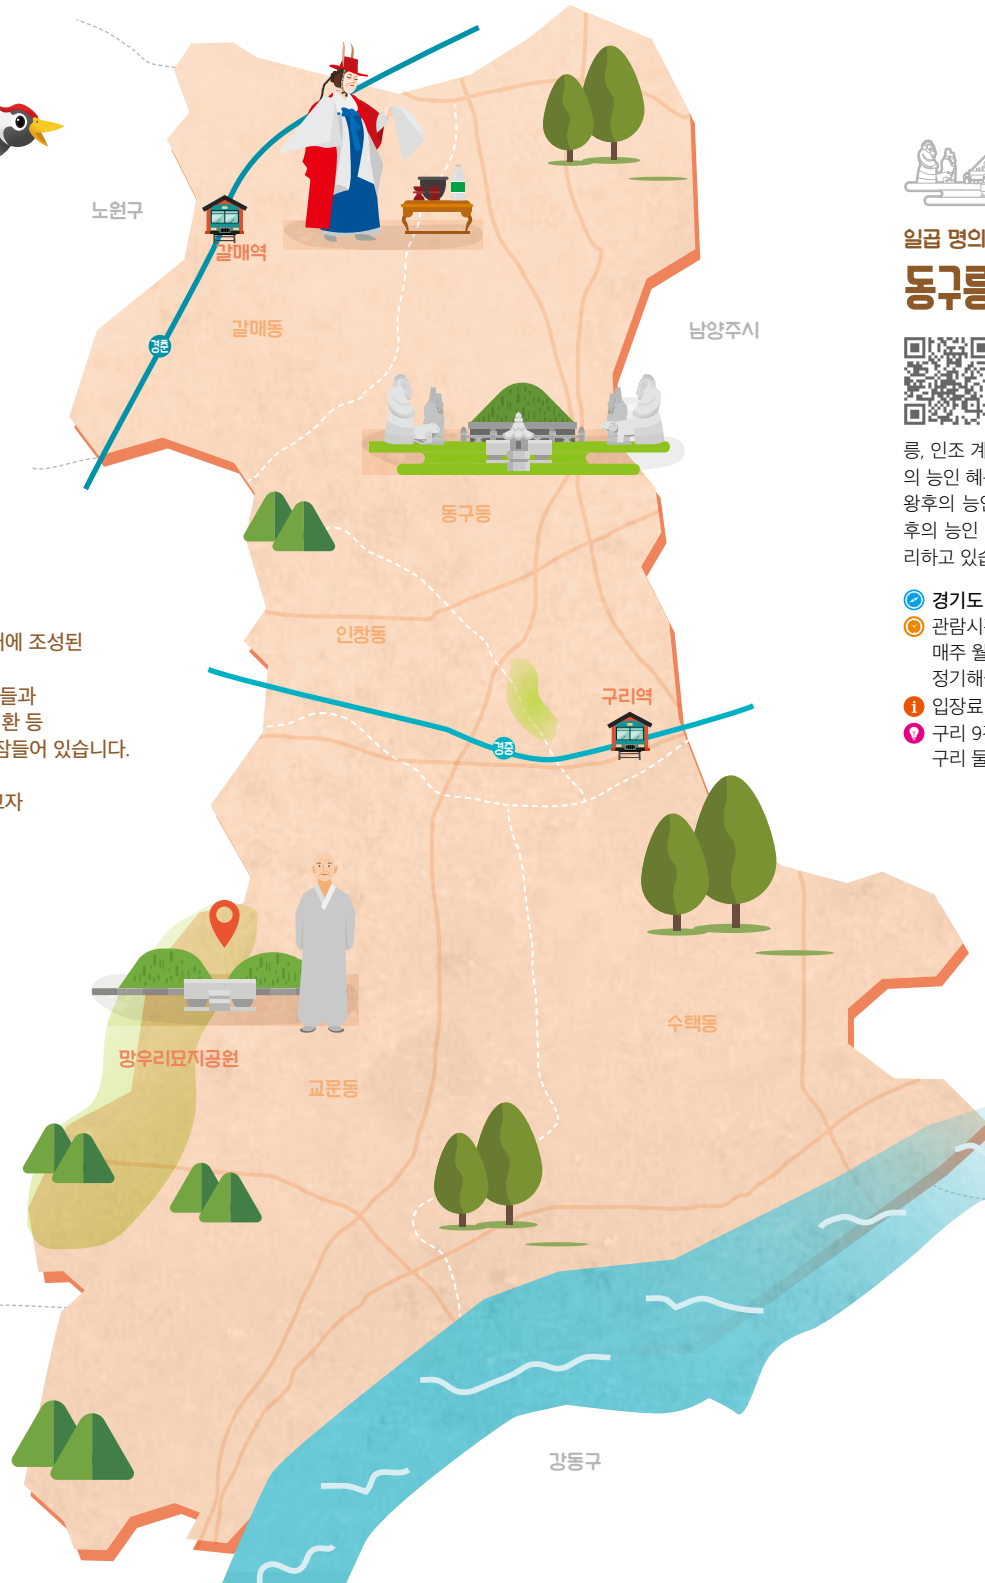 노원구
갈매역
갈매동
경춘
남양주시
동구동
인창동
구리역
경중
망우리묘지공원
교문동
수택동
강동구
에 조성된
들과
환 등
잠들어 있습니다.
일곱 명의
동구릉
릉, 인조 계
의 능인 혜
왕후의 능인
후의 능인
리하고 있습
경기도
관람시
매주 월
정기해
입장료
구리 9
구리 둘